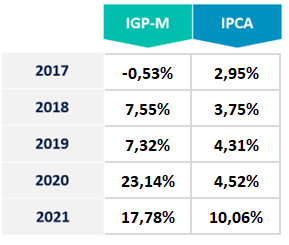 IGP-M IPCA
2017 -0,53% 2,95%
2018 7,55% 3,75%
2019 7,32% 4,31%
2020 23,14% 4,52%
2021 17,78% 10,06%